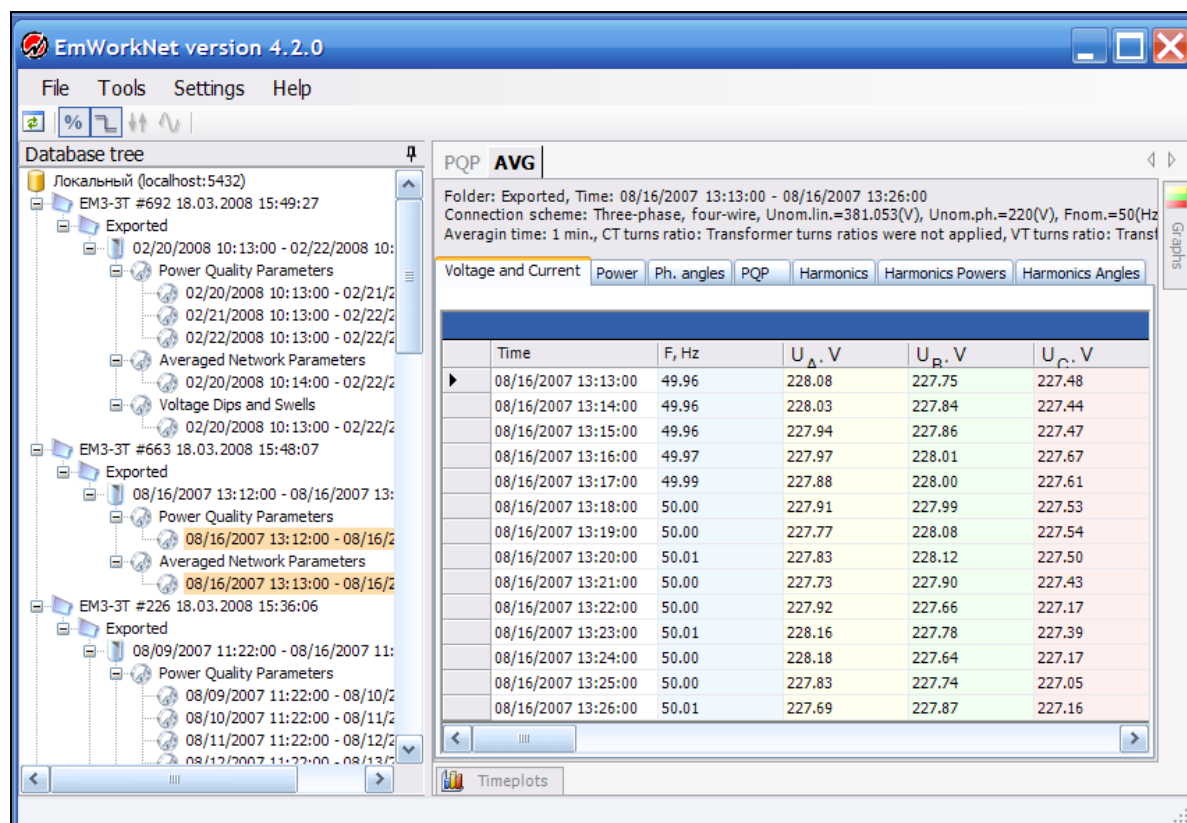 EmWorkNet version 4.2.0
File Tools Settings Help
%
Database tree
Локальный (localhost:5432)
ЕМ3-3Т #692 18.03.2008 15:49:27
Exported
02/20/2008 10:13:00 - 02/22/2008 10:
Power Quality Parameters
02/20/2008 10:13:00 - 02/21/2
02/21/2008 10:13:00 - 02/22/2
02/22/2008 10:13:00 - 02/22/2
Averaged Network Parameters
02/20/2008 10:14:00 - 02/22/2
Voltage Dips and Swells
02/20/2008 10:13:00 - 02/22/2
ЕМ3-3Т #663 18.03.2008 15:48:07
Exported
08/16/2007 13:12:00 - 08/16/2007 13:
Power Quality Parameters
08/16/2007 13:12:00 - 08/16/2
Averaged Network Parameters
08/16/2007 13:13:00 - 08/16/2
ЕМ3-3Т #226 18.03.2008 15:36:06
Exported
08/09/2007 11:22:00 - 08/16/2007 11:
Power Quality Parameters
08/09/2007 11:22:00 - 08/10/2
08/10/2007 11:22:00 - 08/11/2
08/11/2007 11:22:00 - 08/12/2
08/12/2007 11:22:00 - 08/13/2
PQP AVG
Folder: Exported, Time: 08/16/2007 13:13:00 - 08/16/2007 13:26:00
Connection scheme: Three-phase, four-wire, Unom.lin.=381.053(V), Unom.ph.=220(V), Fnom.=50(Hz
Averagin time: 1 min., CT turns ratio: Transformer turns ratios were not applied, VT turns ratio: Transf
Graphs
Voltage and Current Power Ph. angles PQP Harmonics Harmonics Powers Harmonics Angles
Time F, Hz U A. V U B. V U C. V
08/16/2007 13:13:00 49.96 228.08 227.75 227.48
08/16/2007 13:14:00 49.96 228.03 227.84 227.44
08/16/2007 13:15:00 49.96 227.94 227.86 227.47
08/16/2007 13:16:00 49.97 227.97 228.01 227.67
08/16/2007 13:17:00 49.99 227.88 228.00 227.61
08/16/2007 13:18:00 50.00 227.91 227.99 227.53
08/16/2007 13:19:00 50.00 227.77 228.08 227.54
08/16/2007 13:20:00 50.01 227.83 228.12 227.50
08/16/2007 13:21:00 50.00 227.73 227.90 227.43
08/16/2007 13:22:00 50.00 227.92 227.66 227.17
08/16/2007 13:23:00 50.01 228.16 227.78 227.39
08/16/2007 13:24:00 50.00 228.18 227.64 227.17
08/16/2007 13:25:00 50.00 227.83 227.74 227.05
08/16/2007 13:26:00 50.01 227.69 227.87 227.16
Timeplots